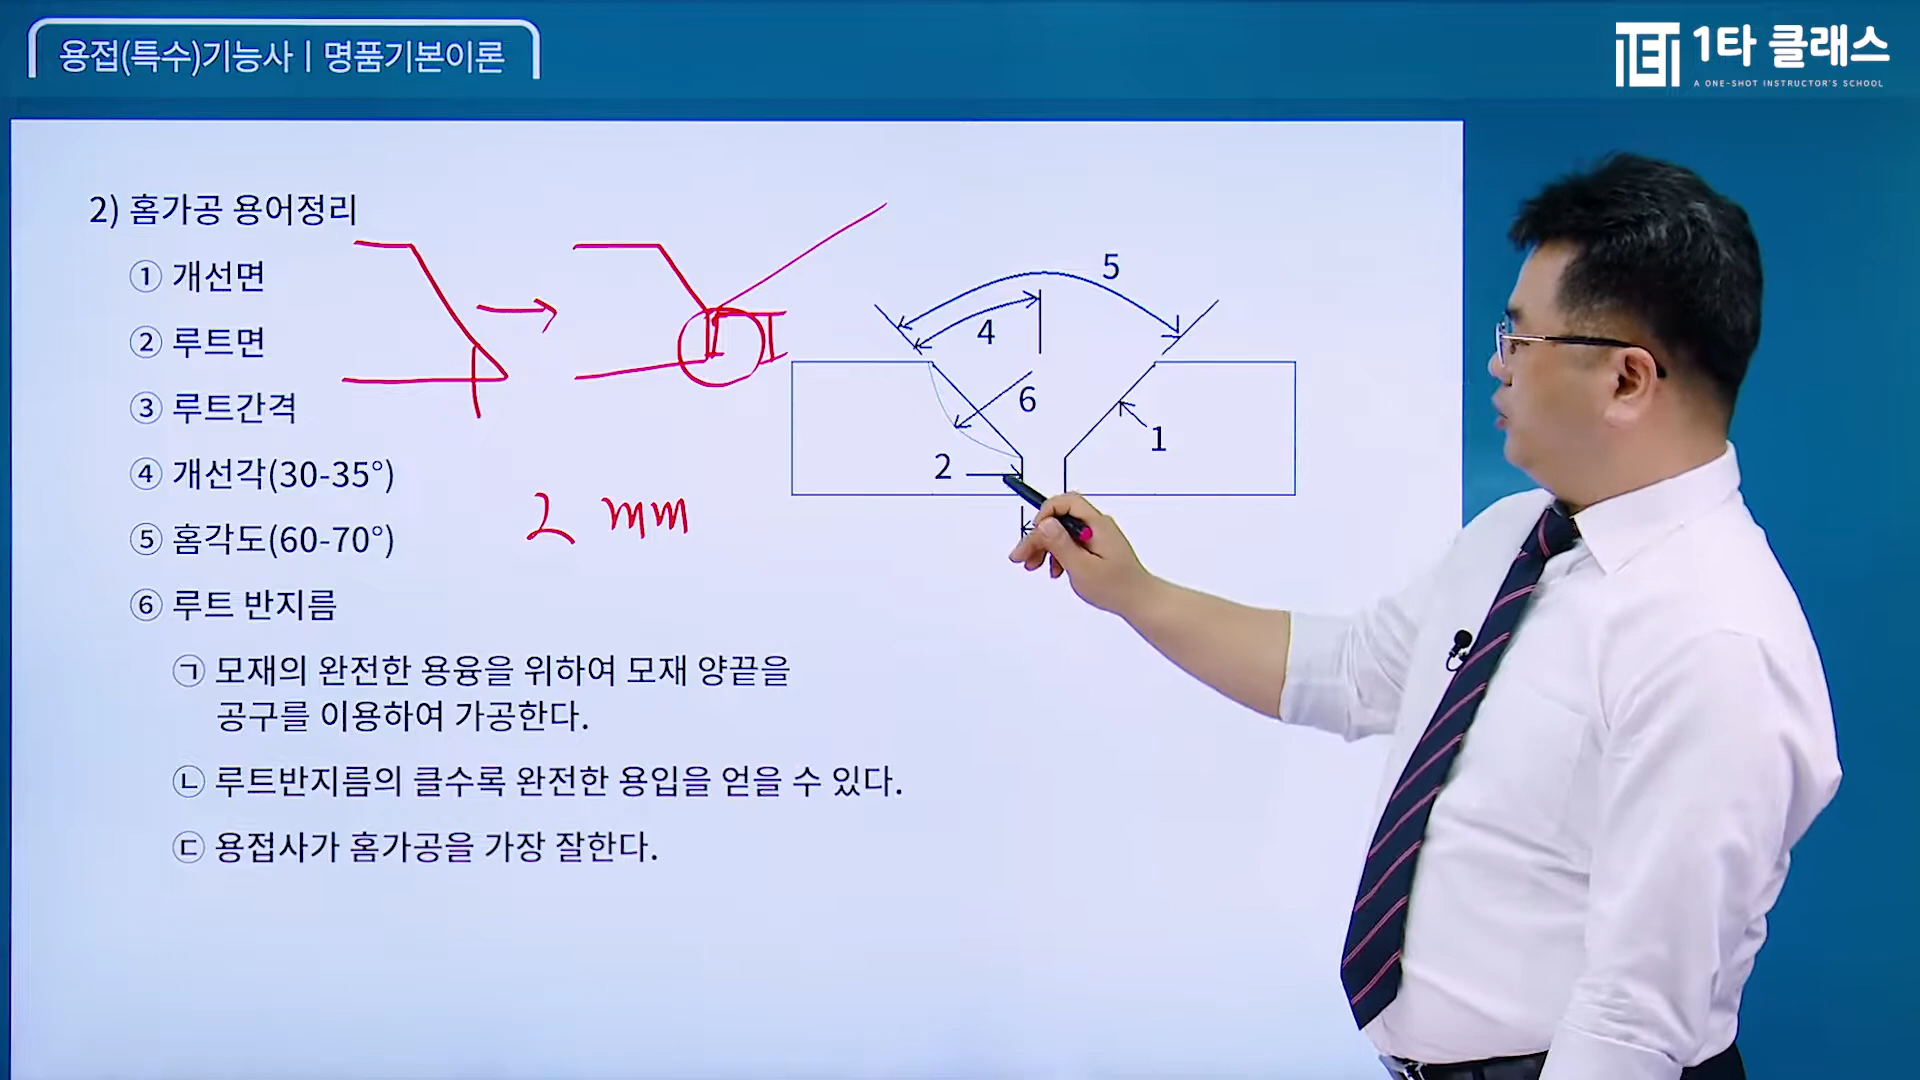 용접(특수)기능사 | 명품기본이론
1타 클래스
A ONE-SHOT INSTRUCTOR'S SCHOOL
2) 홈가공 용어정리
① 개선면
② 루트면
③ 루트간격
④ 개선각(30-35°)
⑤ 홈각도(60-70°)
⑥ 루트 반지름
㉠ 모재의 완전한 용융을 위하여 모재 양끝을
공구를 이용하여 가공한다.
㉡ 루트반지름의 클수록 완전한 용입을 얻을 수 있다.
㉢ 용접사가 홈가공을 가장 잘한다.
2 mm
5
4
6
1
2